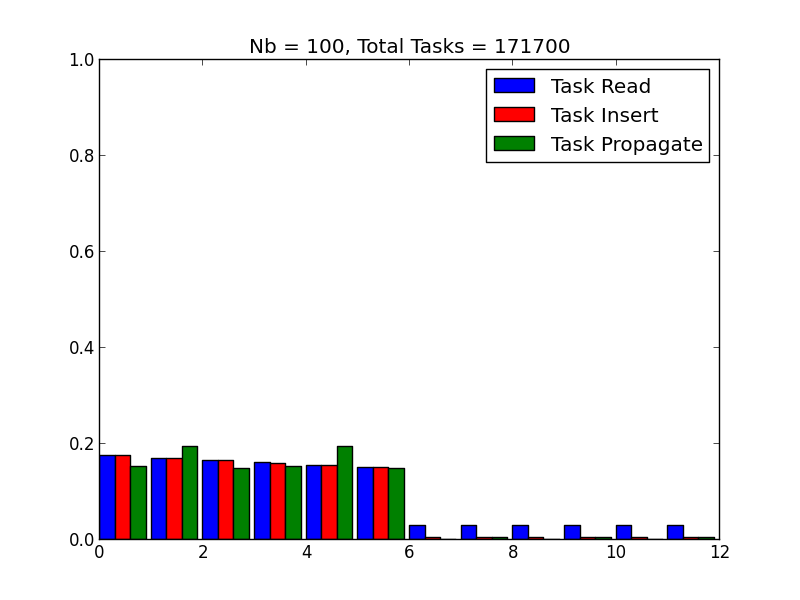 Nb = 100, Total Tasks = 171700
1.0
0.8
0.6
0.4
0.2
0.0
Task Read
Task Insert
Task Propagate
0 2 4 6 8 10 12